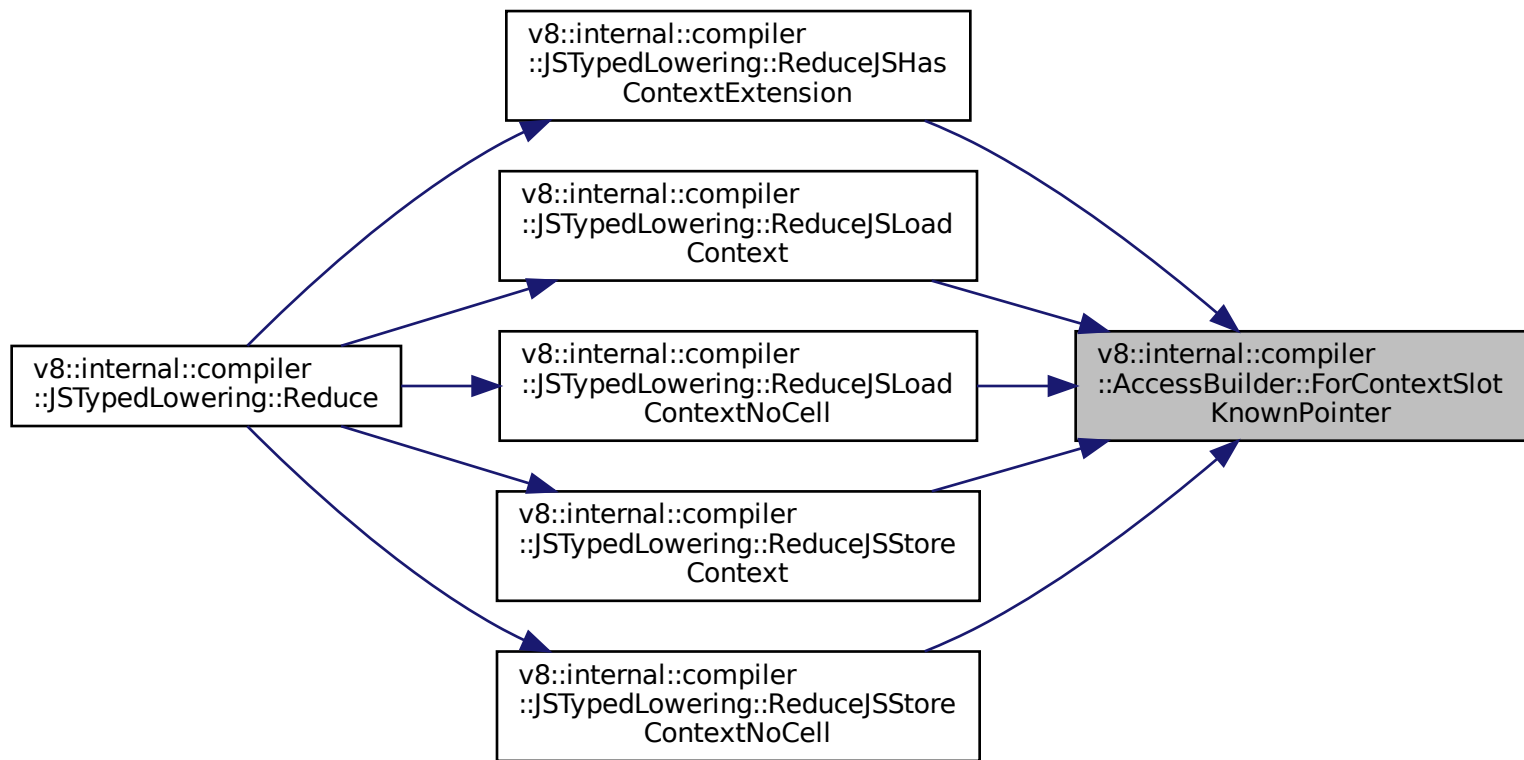 v8::internal::compiler
::JSTypedLowering::ReduceJSHas
ContextExtension
v8::internal::compiler
::JSTypedLowering::ReduceJSLoad
Context
v8::internal::compiler
::JSTypedLowering::Reduce
v8::internal::compiler
::JSTypedLowering::ReduceJSLoad
ContextNoCell
v8::internal::compiler
::AccessBuilder::ForContextSlot
KnownPointer
v8::internal::compiler
::JSTypedLowering::ReduceJSStore
Context
v8::internal::compiler
::JSTypedLowering::ReduceJSStore
ContextNoCell